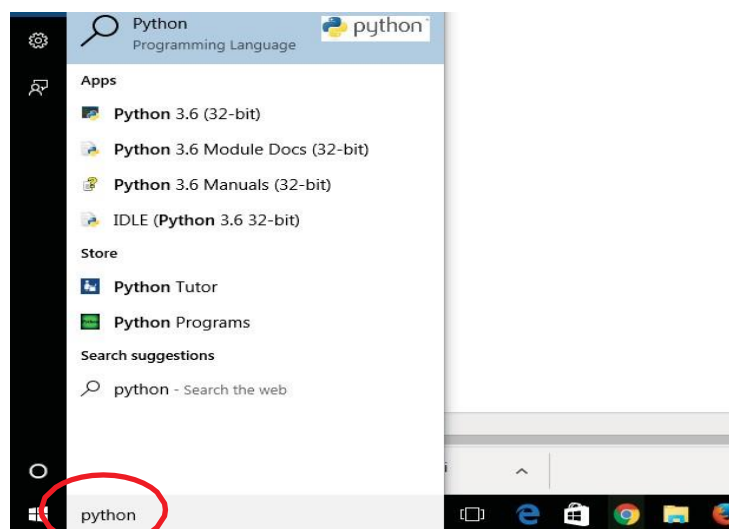 Python
Programming Language
python
Apps
Python 3.6 (32-bit)
Python 3.6 Module Docs (32-bit)
Python 3.6 Manuals (32-bit)
IDLE (Python 3.6 32-bit)
Store
Python Tutor
Python Programs
Search suggestions
python - Search the web
python